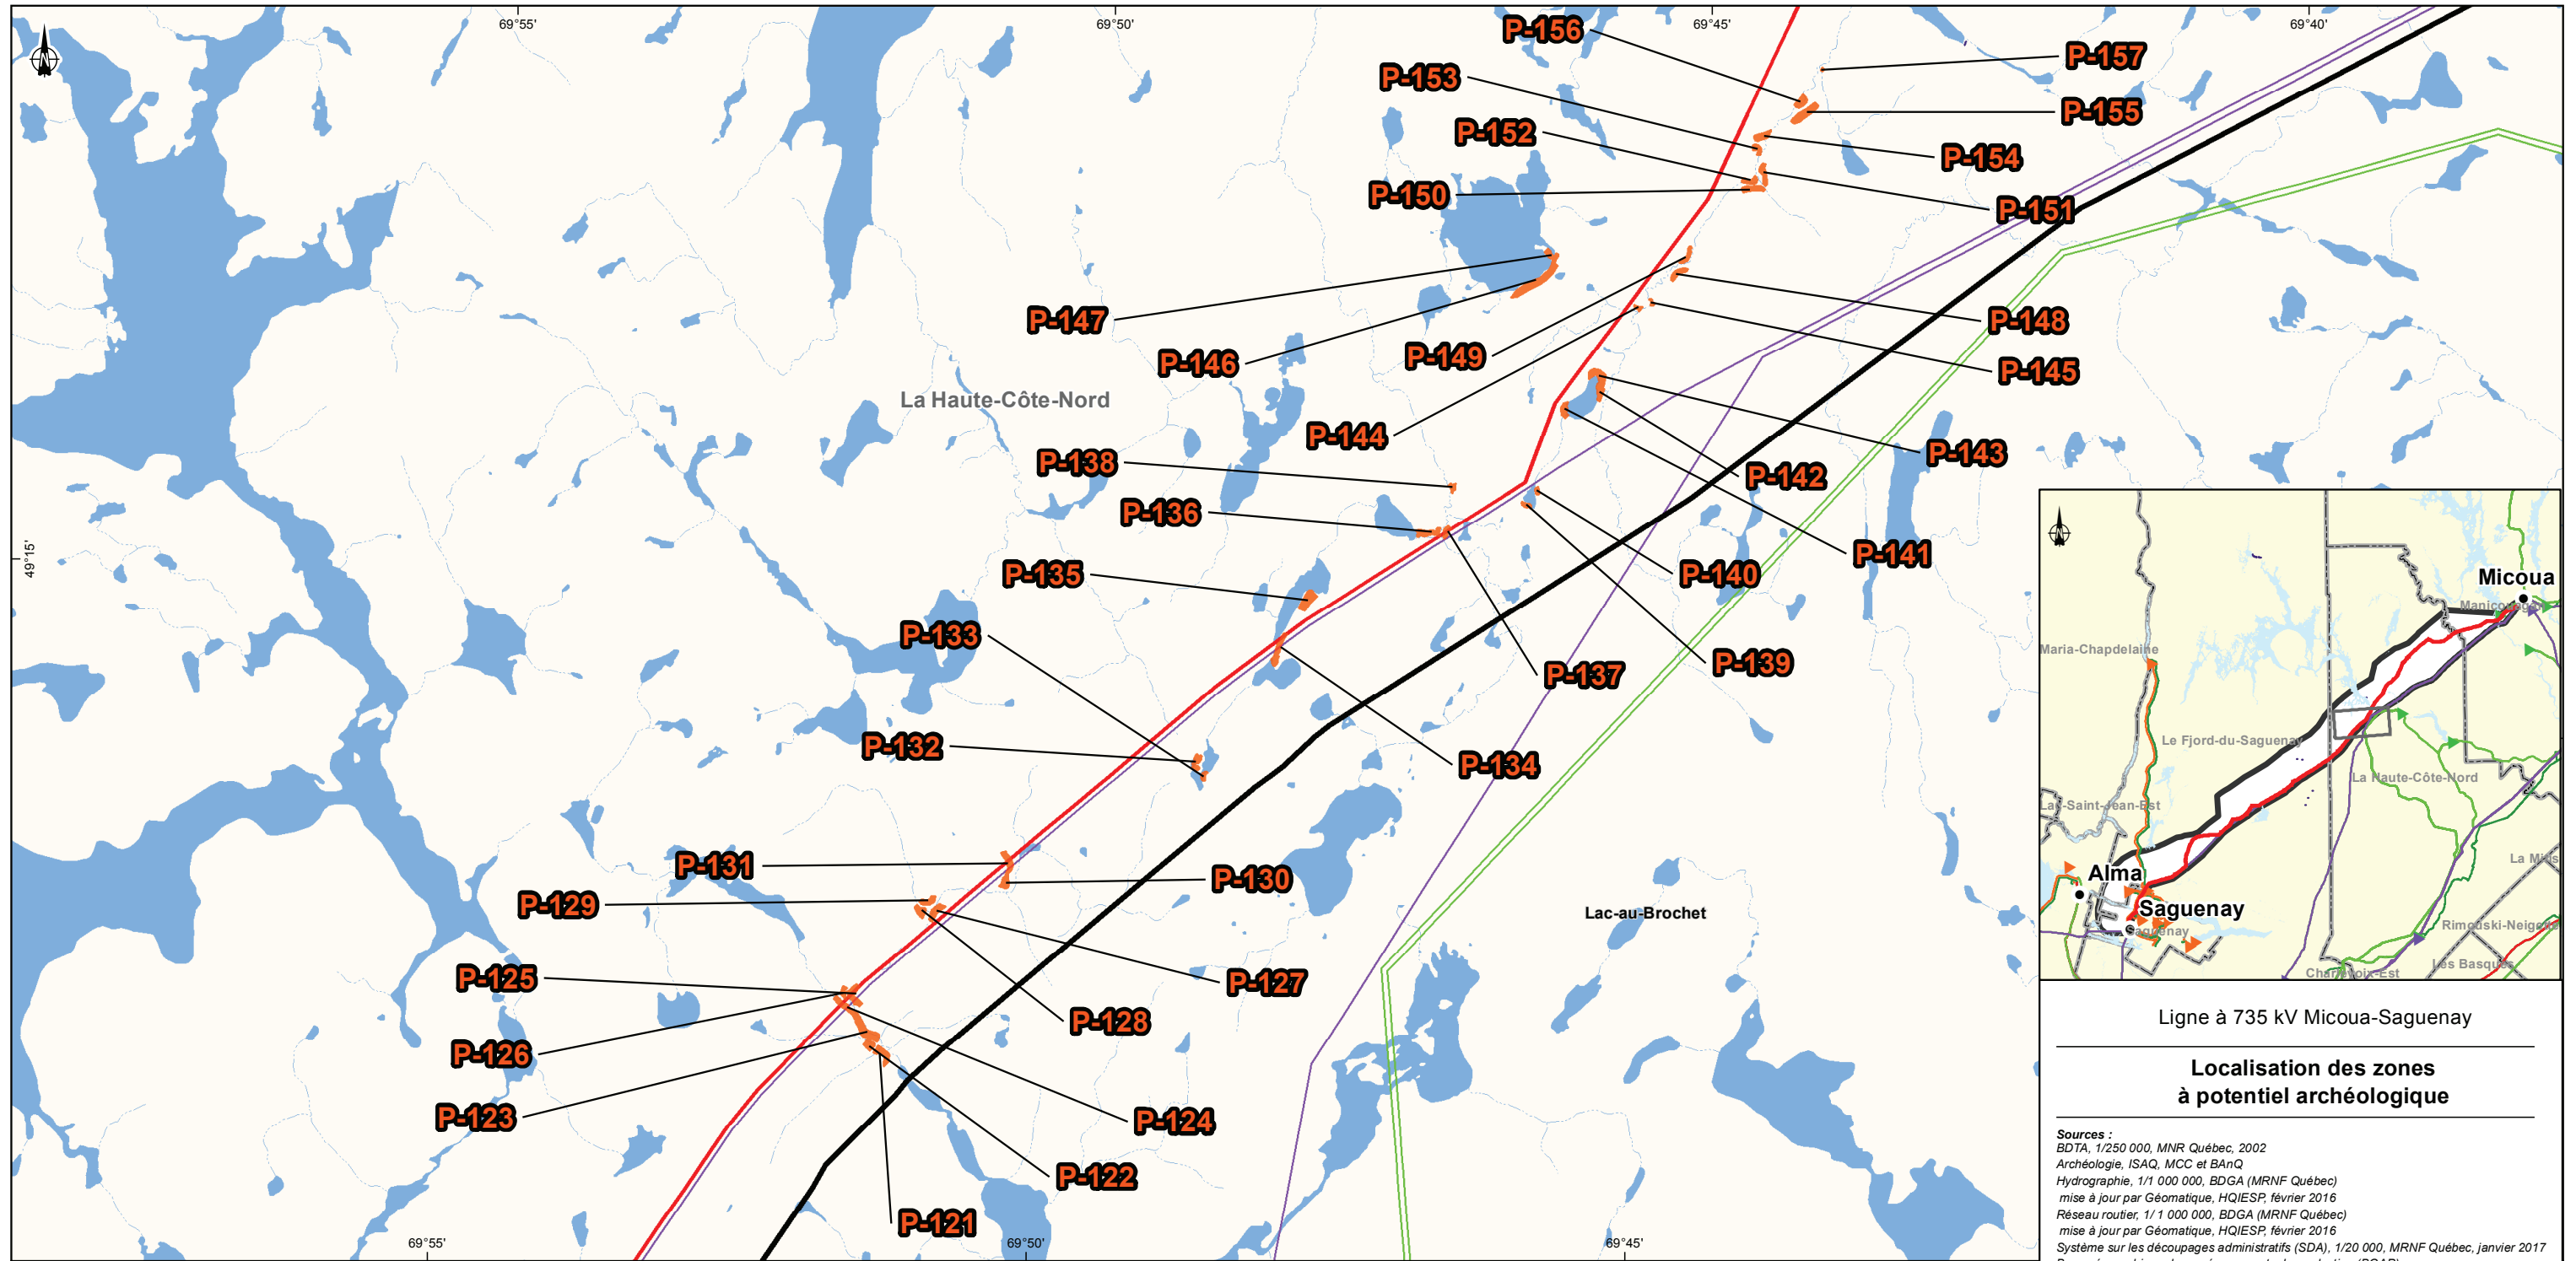 69°55'
69°50'
69°45'
69°40'
P-156
P-157
P-153
P-155
P-152
P-154
P-150
P-151
P-147
P-148
P-146
P-149
P-145
La Haute-Côte-Nord
P-144
P-143
P-138
P-142
P-136
P-141
49°15'
P-135
P-140
P-133
P-139
P-137
P-132
P-134
P-131
P-130
P-129
Lac-au-Brochet
P-125
P-127
P-128
P-126
P-123
P-124
P-122
P-121
69°55'
69°50'
69°45'
Micoua
Maria-Chapdelaine
Le Fjord-du-Saguenay
La Haute-Côte-Nord
Lac-Saint-Jean-Est
La Mitis
Alma
Saguenay
Saguenay
Charlevoix-Est
Les Basques
Ligne à 735 kV Micoua-Saguenay
Localisation des zones
à potentiel archéologique
Sources :
BDTA, 1/250 000, MNR Québec, 2002
Archéologie, ISAQ, MCC et BAnQ
Hydrographie, 1/1 000 000, BDGA (MRNF Québec)
mise à jour par Géomatique, HQIESP, février 2016
Réseau routier, 1/ 1 000 000, BDGA (MRNF Québec)
mise à jour par Géomatique, HQIESP, février 2016
Système sur les découpages administratifs (SDA), 1/20 000, MRNF Québec, janvier 2017